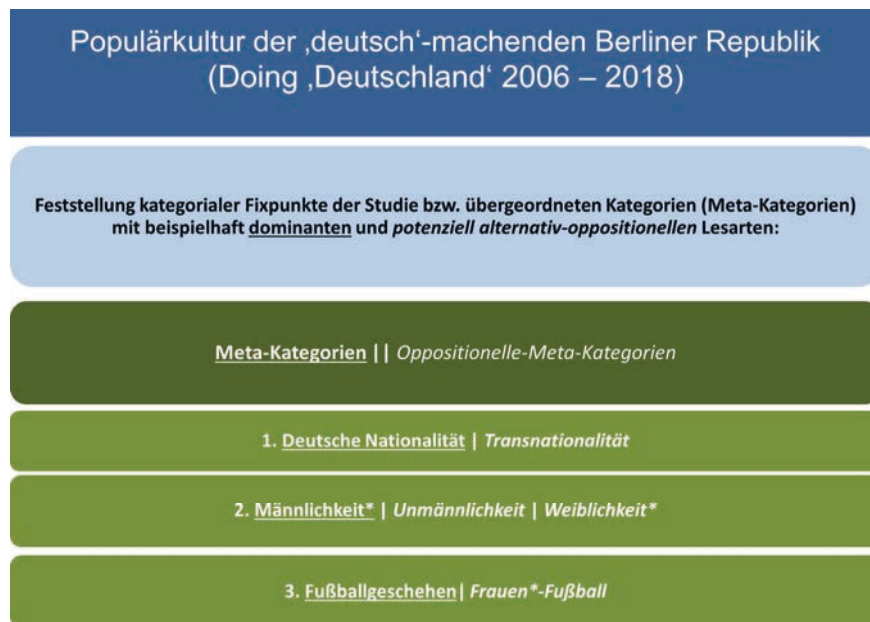 Populärkultur der ‚deutsch‘-machenden Berliner Republik
(Doing ‚Deutschland‘ 2006 – 2018)
Feststellung kategorialer Fixpunkte der Studie bzw. übergeordneten Kategorien (Meta-Kategorien)
mit beispielhaft dominanten und potenziell alternativ-oppositionellen Lesarten:
Meta-Kategorien || Oppositionelle-Meta-Kategorien
1. Deutsche Nationalität | Transnationalität
2. Männlichkeit* | Unmännlichkeit | Weiblichkeit*
3. Fußballgeschehen| Frauen*-Fußball